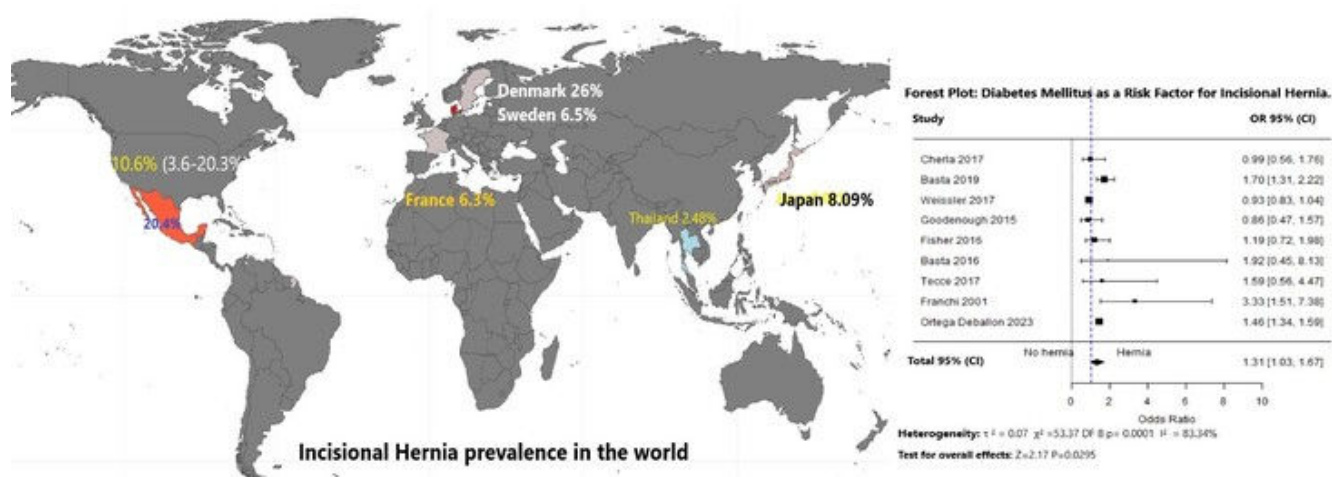 Denmark 26%
Sweden 6.5%
10.6% (3.6-20.3%
20.4%
France 6.3%
Thailand 2.48%
Japan 8.09%
Incisional Hernia prevalence in the world
Forest Plot: Diabetes Mellitus as a Risk Factor for Incisional Hernia.
Study OR 95% (CI)
Cherla 2017 0.99 [0.56, 1.76]
Basta 2019 1.70 [1.31, 2.22]
Weissler 2017 0.93 [0.83, 1.04]
Goodenough 2015 0.86 [0.47, 1.57]
Fisher 2016 1.19 [0.72, 1.98]
Basta 2016 1.92 [0.45, 8.13]
Tecce 2017 1.59 [0.56, 4.47]
Franchi 2001 3.33 [1.51, 7.38]
Ortega Deballon 2023 1.46 [1.34, 1.59]
No hernia Hernia
Total 95% (CI) 1.31 [1.03, 1.67]
0 2 4 6 8 10
Odds Ratio
Heterogeneity: τ² = 0.07 χ² =53.37 DF 8 p= 0.0001 I² = 83.34%
Test for overall effects: Z=2.17 P=0.0295